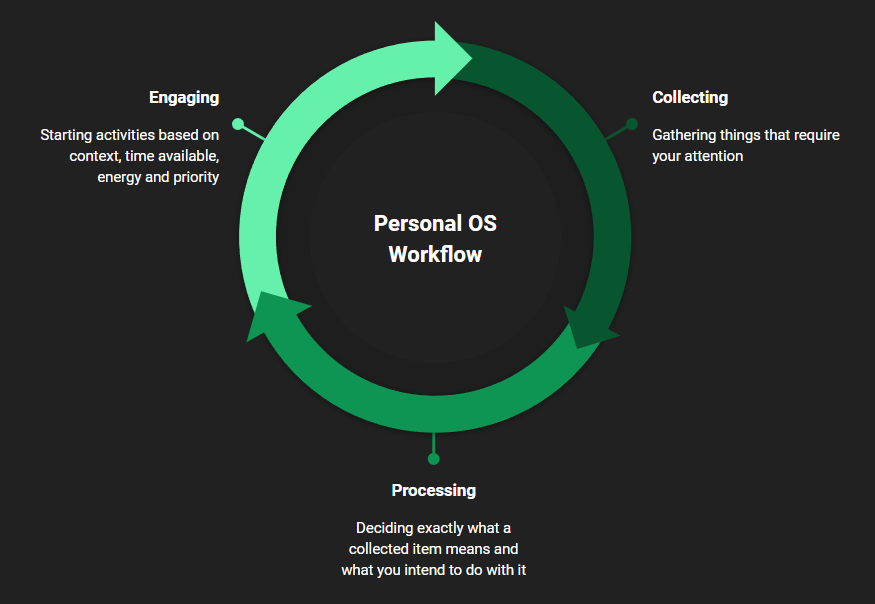 Engaging
Starting activities based on
context, time available,
energy and priority
Collecting
Gathering things that require
your attention
Personal OS
Workflow
Processing
Deciding exactly what a
collected item means and
what you intend to do with it